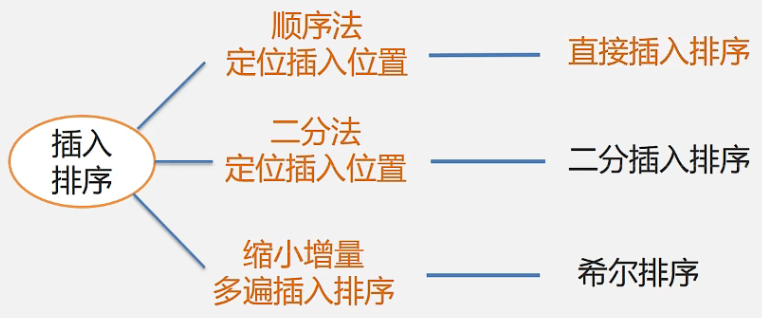 插入
排序
顺序法
定位插入位置
直接插入排序
二分法
定位插入位置
二分插入排序
缩小增量
多遍插入排序
希尔排序